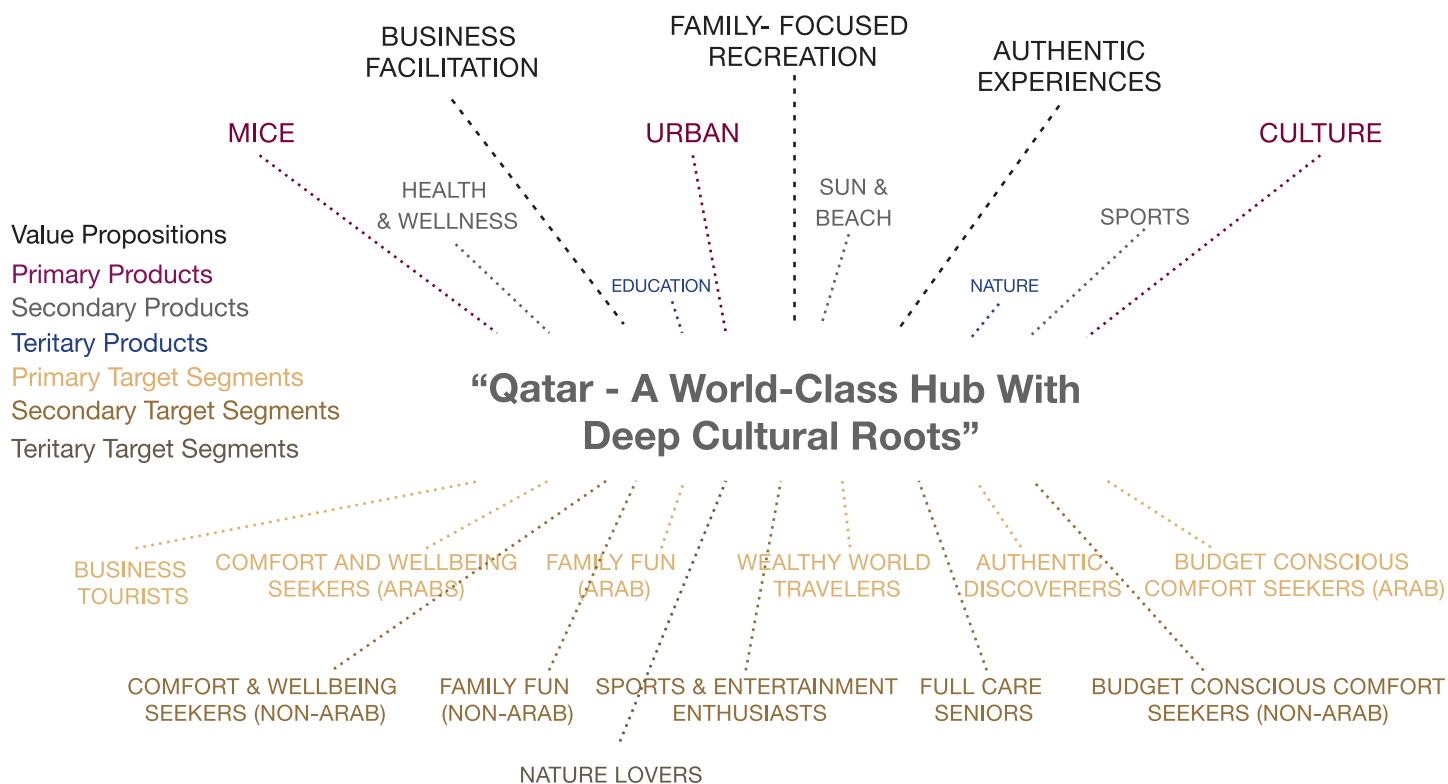 BUSINESS
FACILITATION
FAMILY- FOCUSED
RECREATION
AUTHENTIC
EXPERIENCES
MICE
URBAN
CULTURE
HEALTH
& WELLNESS
SUN &
BEACH
SPORTS
EDUCATION
NATURE
Value Propositions
Primary Products
Secondary Products
Teritary Products
Primary Target Segments
Secondary Target Segments
Teritary Target Segments
“Qatar - A World-Class Hub With
Deep Cultural Roots”
BUSINESS
TOURISTS
COMFORT AND WELLBEING
SEEKERS (ARABS)
FAMILY FUN
(ARAB)
WEALTHY WORLD
TRAVELERS
AUTHENTIC
DISCOVERERS
BUDGET CONSCIOUS
COMFORT SEEKERS (ARAB)
COMFORT & WELLBEING
SEEKERS (NON-ARAB)
FAMILY FUN
(NON-ARAB)
SPORTS & ENTERTAINMENT
ENTHUSIASTS
FULL CARE
SENIORS
BUDGET CONSCIOUS COMFORT
SEEKERS (NON-ARAB)
NATURE LOVERS